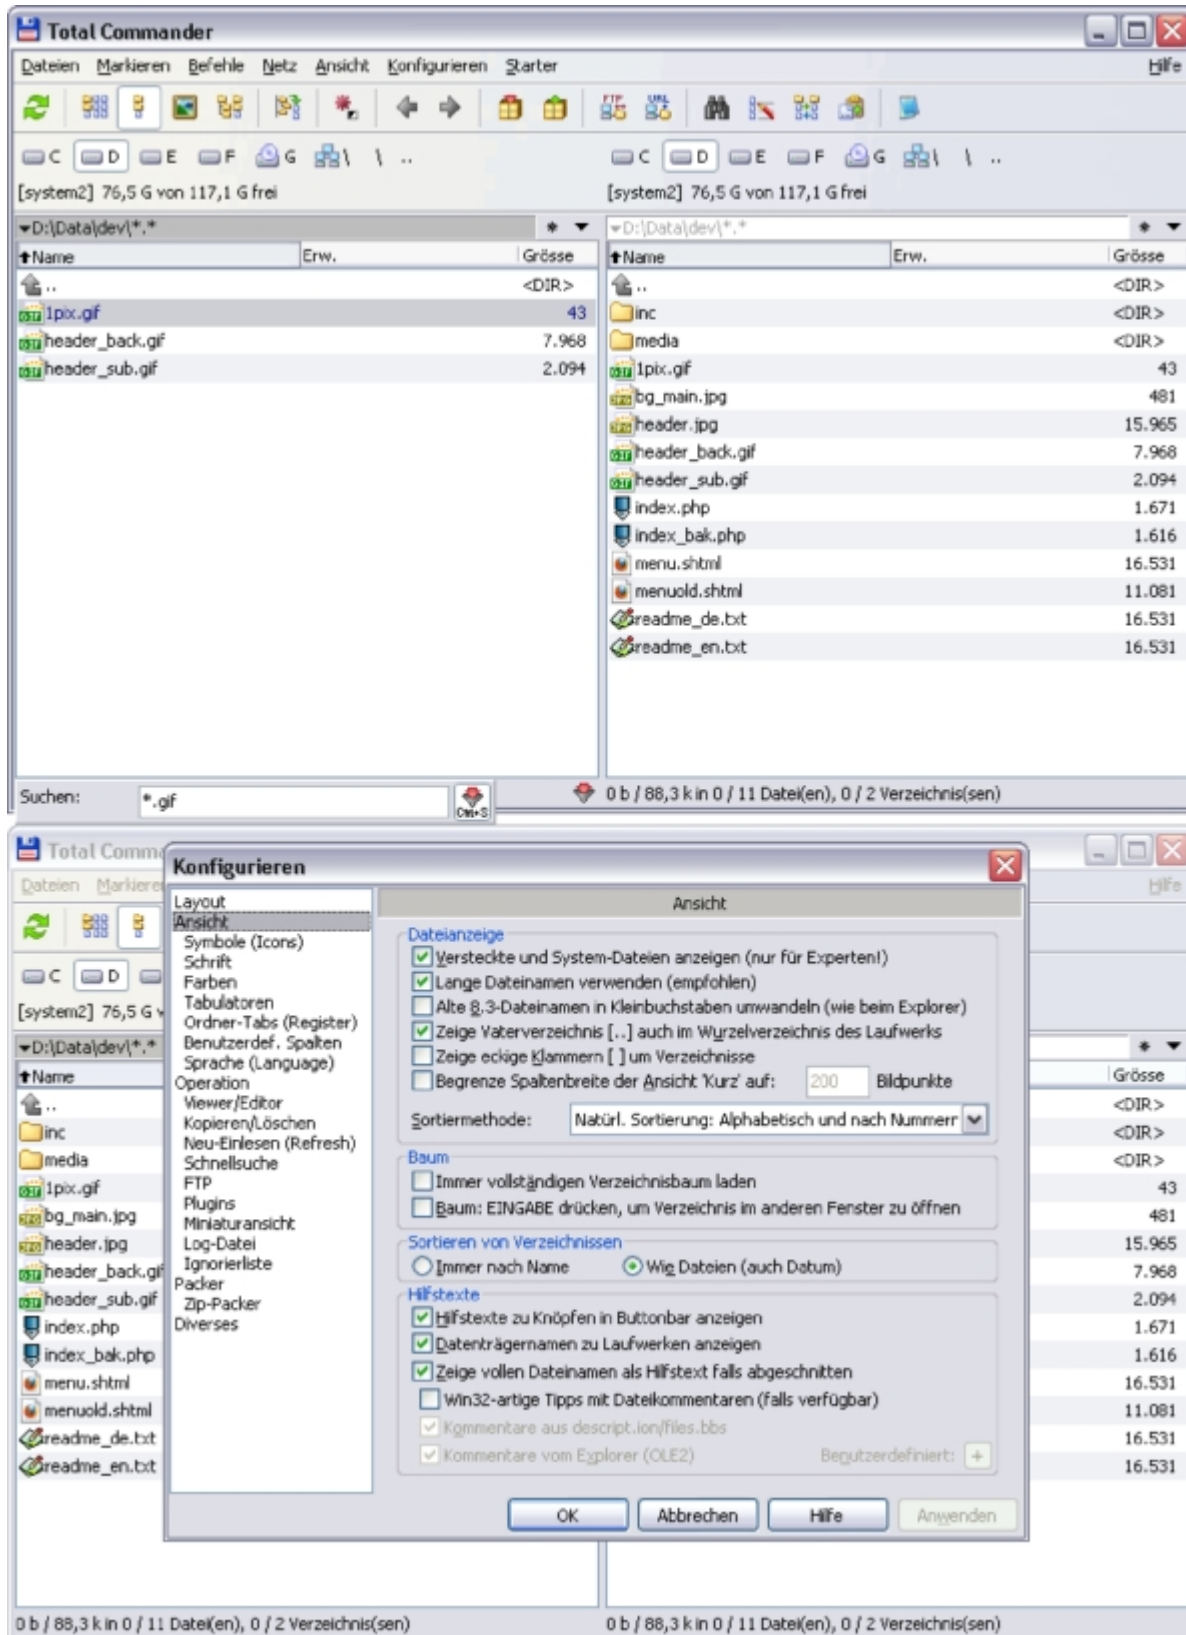 Total Commander
Dateien Markieren Befehle Netz Ansicht Konfigurieren Starter Hilfe
FTP URL
C D E F G \ \ .. C D E F G \ \ ..
[system2] 76,5 G von 117,1 G frei [system2] 76,5 G von 117,1 G frei
D:\Data\dev\*.* * D:\Data\dev\*.* *
Name Erw. Grösse Name Erw. Grösse
.. <DIR> .. <DIR>
1pix.gif 43 inc <DIR>
header_back.gif 7.968 media <DIR>
header_sub.gif 2.094 1pix.gif 43
bg_main.jpg 481
header.jpg 15.965
header_back.gif 7.968
header_sub.gif 2.094
index.php 1.671
index_bak.php 1.616
menu.shtml 16.531
menuold.shtml 11.081
readme_de.txt 16.531
readme_en.txt 16.531
Suchen: *.gif Ctrl+S 0 b / 88,3 k in 0 / 11 Datei(en), 0 / 2 Verzeichnis(sen)
Total Comma
Dateien Markiere Hilfe
C D
[system2] 76,5 G v
D:\Data\dev\*.* *
Name Grösse
.. <DIR>
inc <DIR>
media <DIR>
1pix.gif 43
bg_main.jpg 481
header.jpg 15.965
header_back.gif 7.968
header_sub.gif 2.094
index.php 1.671
index_bak.php 1.616
menu.shtml 16.531
menuold.shtml 11.081
readme_de.txt 16.531
readme_en.txt 16.531
Konfigurieren
Layout
Ansicht
Symbole (Icons)
Schrift
Farben
Tabulatoren
Ordner-Tabs (Register)
Benutzerdef. Spalten
Sprache (Language)
Operation
Viewer/Editor
Kopieren/Löschen
Neu-Einlesen (Refresh)
Schnellsuche
FTP
Plugins
Miniaturansicht
Log-Datei
Ignorierliste
Packer
Zip-Packer
Diverses
Ansicht
Dateianzeige
Versteckte und System-Dateien anzeigen (nur für Experten!)
Lange Dateinamen verwenden (empfohlen)
Alte 8.3-Dateinamen in Kleinbuchstaben umwandeln (wie beim Explorer)
Zeige Vaterverzeichnis [..] auch im Wurzelverzeichnis des Laufwerks
Zeige eckige Klammern [ ] um Verzeichnisse
Begrenze Spaltenbreite der Ansicht 'Kurz' auf: 200 Bildpunkte
Sortiermethode: Natürl. Sortierung: Alphabetisch und nach Nummerr
Baum
Immer vollständigen Verzeichnisbaum laden
Baum: EINGABE drücken, um Verzeichnis im anderen Fenster zu öffnen
Sortieren von Verzeichnissen
Immer nach Name Wie Dateien (auch Datum)
Hilfstexte
Hilfstexte zu Knöpfen in Buttonbar anzeigen
Datenträgernamen zu Laufwerken anzeigen
Zeige vollen Dateinamen als Hilfstext falls abgeschnitten
Win32-artige Tipps mit Dateikommentaren (falls verfügbar)
Kommentare aus descript.ion/files.bbs
Kommentare vom Explorer (OLE2) Benutzerdefiniert: +
OK Abbrechen Hilfe Anwenden
0 b / 88,3 k in 0 / 11 Datei(en), 0 / 2 Verzeichnis(sen) 0 b / 88,3 k in 0 / 11 Datei(en), 0 / 2 Verzeichnis(sen)